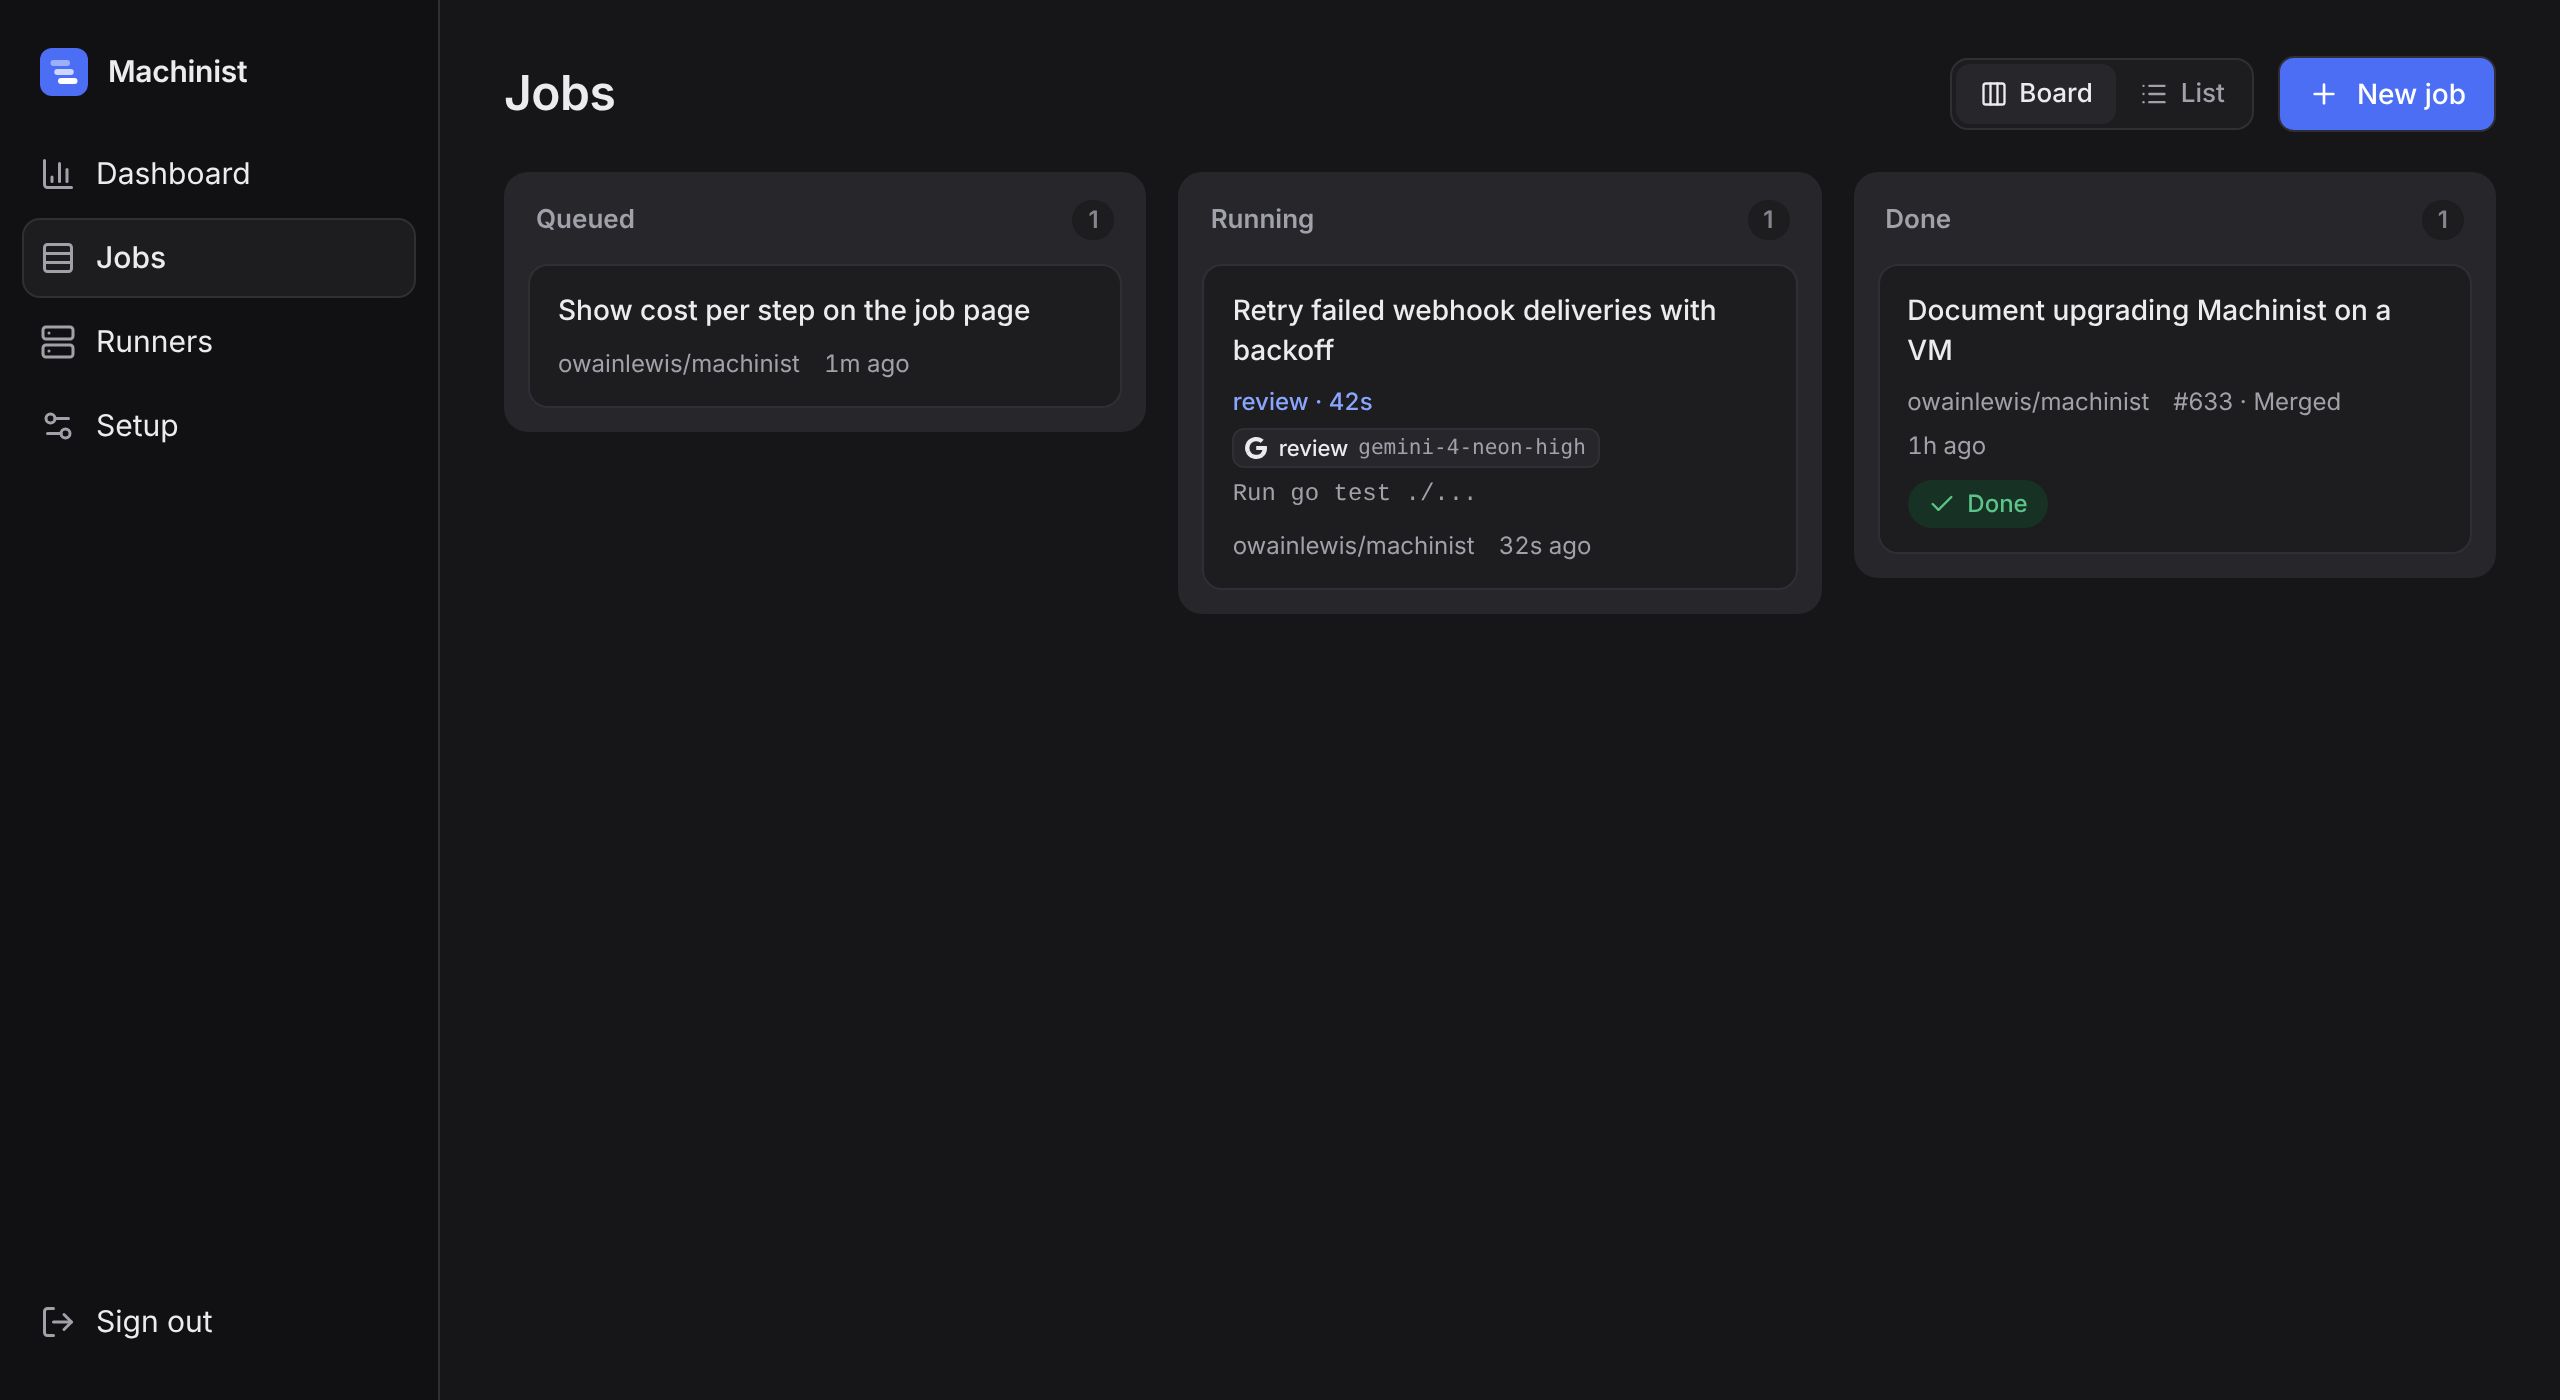 Machinist
Dashboard
Jobs
Runners
Setup
Sign out
Jobs
Board
List
New job
Queued 1
Show cost per step on the job page
owainlewis/machinist 1m ago
Running 1
Retry failed webhook deliveries with
backoff
review · 42s
review gemini-4-neon-high
Run go test ./...
owainlewis/machinist 32s ago
Done 1
Document upgrading Machinist on a
VM
owainlewis/machinist #633 · Merged
1h ago
Done